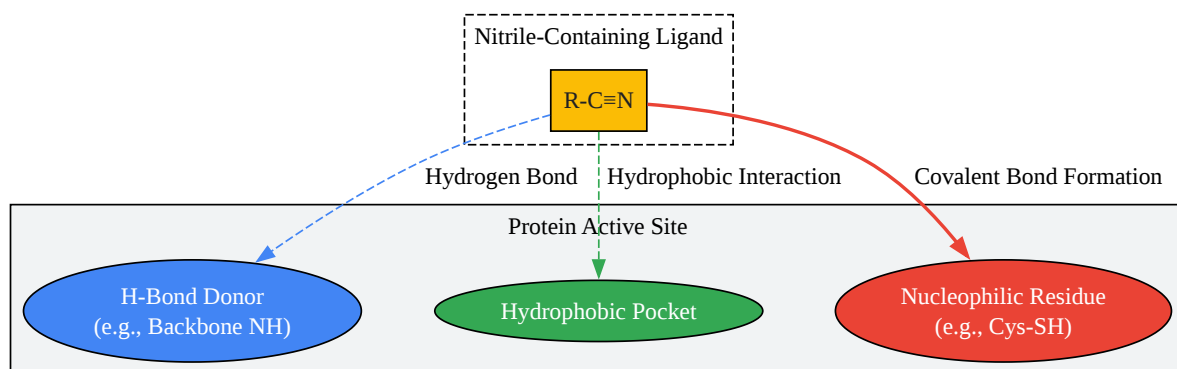 Nitrile-Containing Ligand
R-C≡N
Hydrogen Bond
Hydrophobic Interaction
Covalent Bond Formation
Protein Active Site
H-Bond Donor
(e.g., Backbone NH)
Hydrophobic Pocket
Nucleophilic Residue
(e.g., Cys-SH)